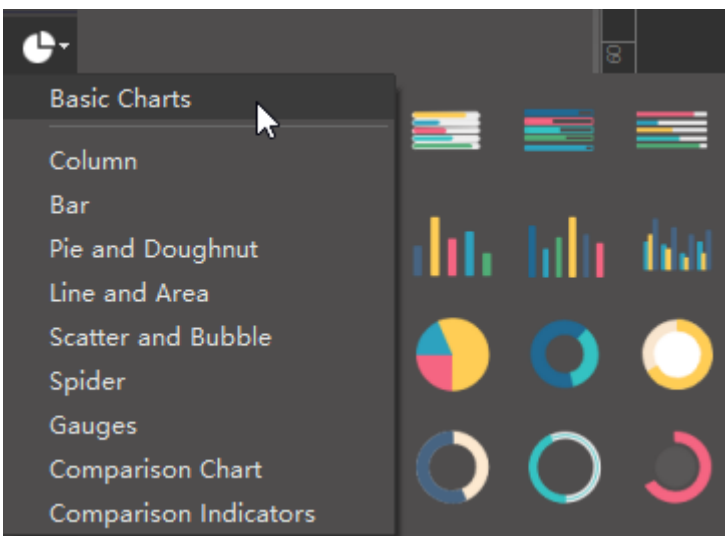 60
Basic Charts
Column
Bar
Pie and Doughnut
Line and Area
Scatter and Bubble
Spider
Gauges
Comparison Chart
Comparison Indicators